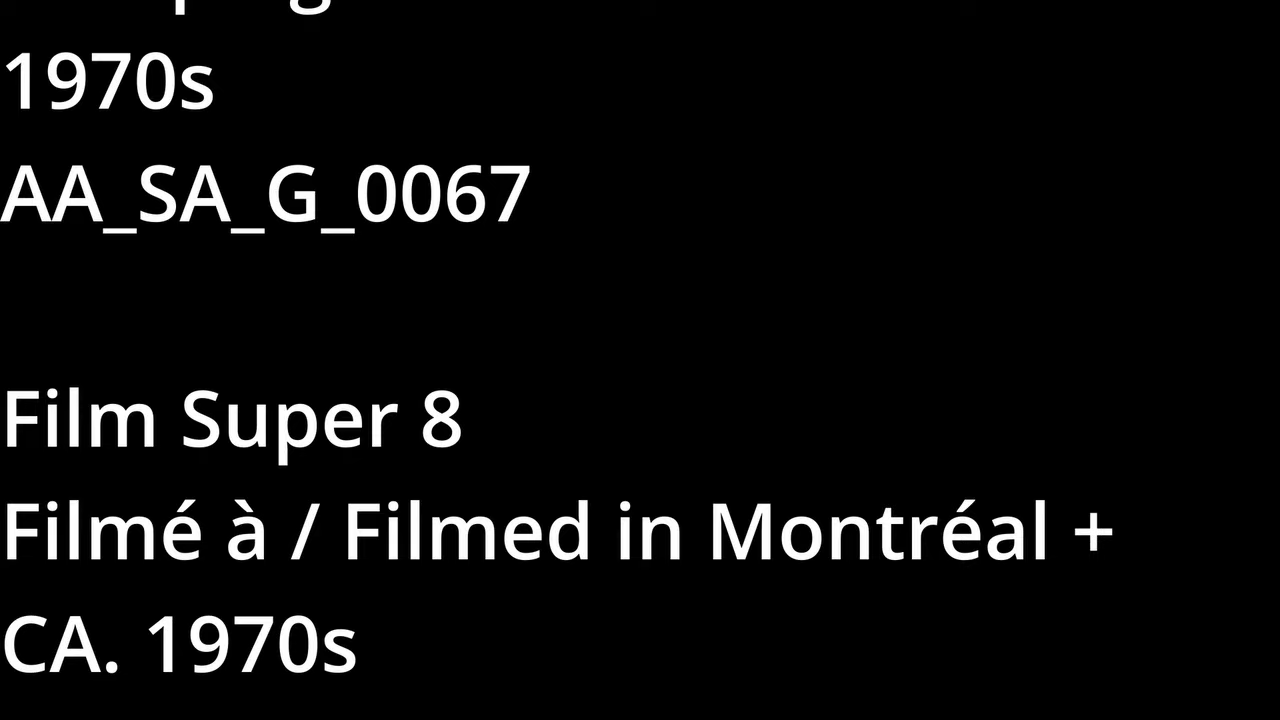 1970s
AA_SA_G_0067
Film Super 8
Filmé à / Filmed in Montréal +
CA. 1970s